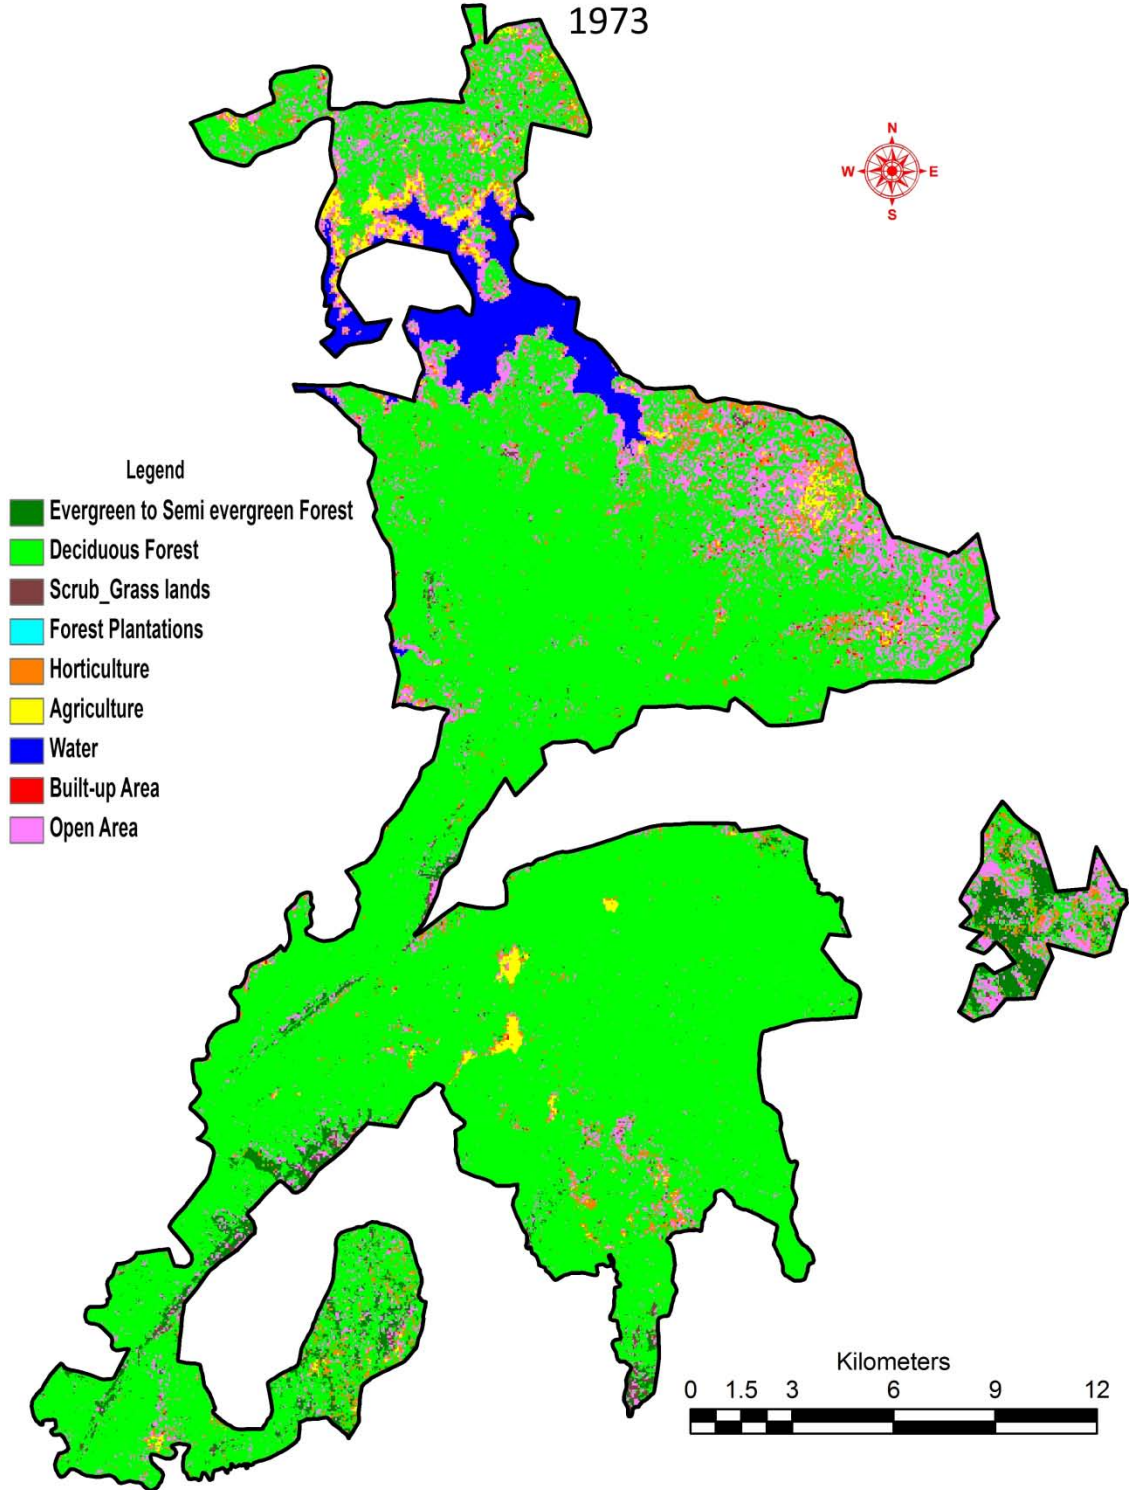 1973
N
W E
S
Legend
Evergreen to Semi evergreen Forest
Deciduous Forest
Scrub_Grass lands
Forest Plantations
Horticulture
Agriculture
Water
Built-up Area
Open Area
Kilometers
0 1.5 3 6 9 12